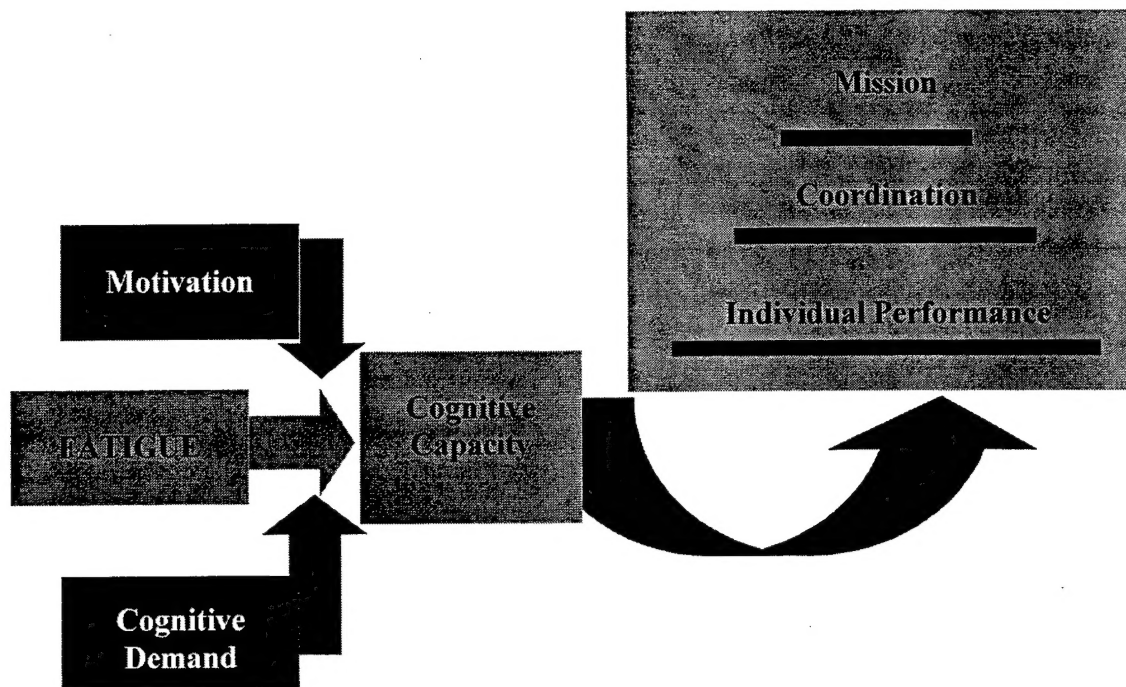 Mission
Coordination
Individual Performance
Motivation
FATIGUE
Cognitive
Capacity
Cognitive
Demand